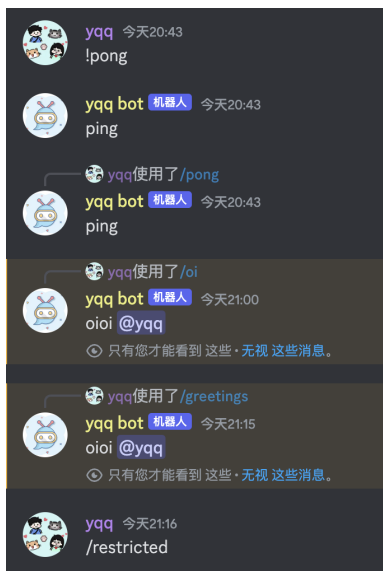 yqq 今天20:43
!pong
yqq bot 机器人 今天20:43
ping
yqq使用了/pong
yqq bot 机器人 今天20:43
ping
yqq使用了/oi
yqq bot 机器人 今天21:00
oioi @yqq
只有您才能看到 这些 • 无视 这些消息。
yqq使用了/greetings
yqq bot 机器人 今天21:15
oioi @yqq
只有您才能看到 这些 • 无视 这些消息。
yqq 今天21:16
/restricted